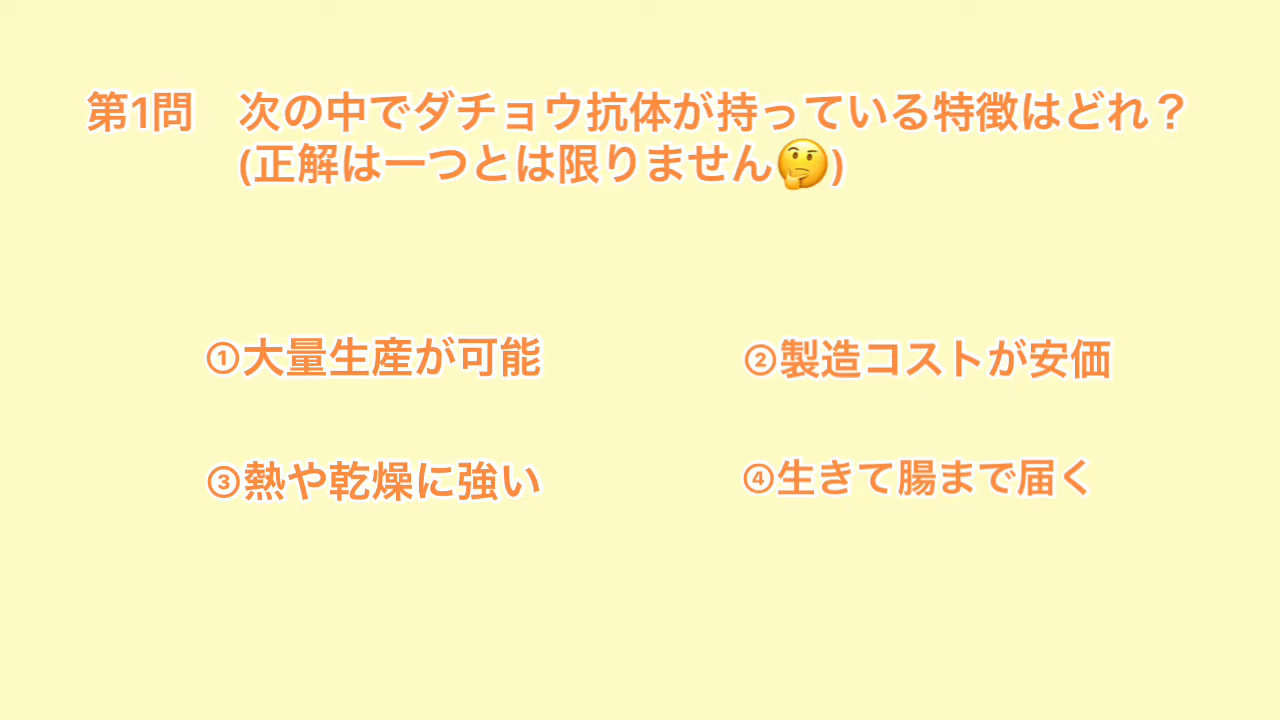 第1問　次の中でダチョウ抗体が持っている特徴はどれ？
(正解は一つとは限りません🤔)
①大量生産が可能
②製造コストが安価
③熱や乾燥に強い
④生きて腸まで届く